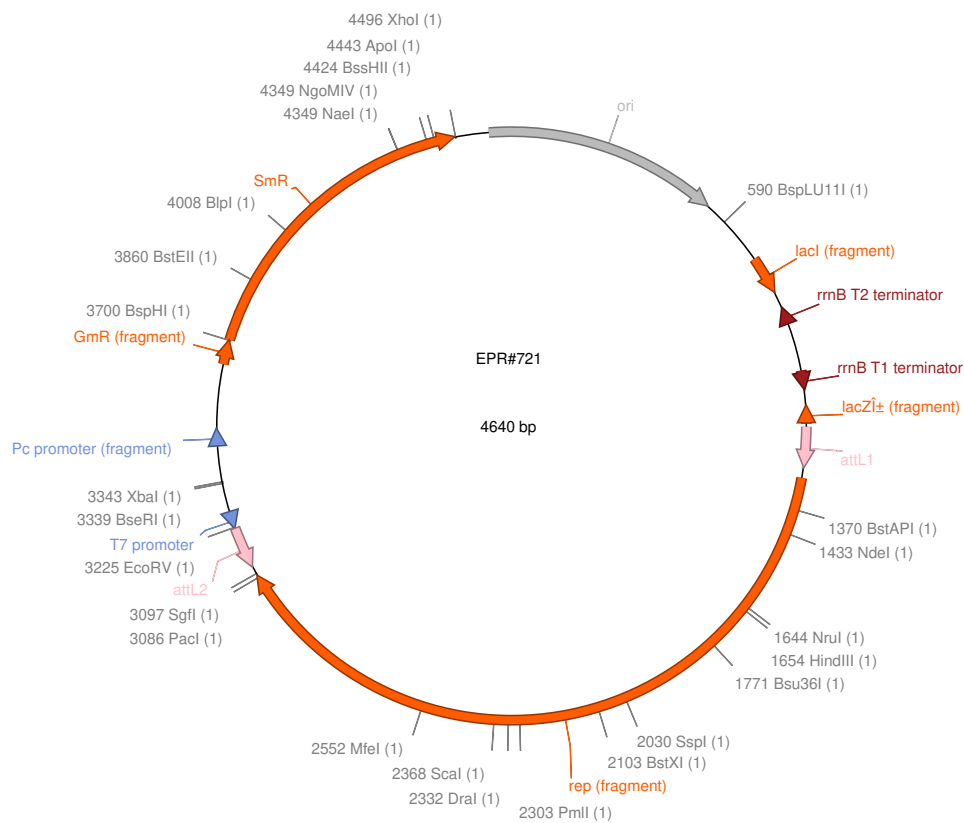 4496 XhoI (1)
4443 ApoI (1)
4424 BssHII (1)
4349 NgoMIV (1)
4349 NaeI (1)
ori
SmR
590 BspLU11I (1)
4008 BlpI (1)
lacI (fragment)
3860 BstEII (1)
rrnB T2 terminator
3700 BspHI (1)
GmR (fragment)
EPR#721
rrnB T1 terminator
lacZÎ± (fragment)
4640 bp
Pc promoter (fragment)
attL1
3343 XbaI (1)
3339 BseRI (1)
T7 promoter
3225 EcoRV (1)
attL2
3097 SgfI (1)
3086 PacI (1)
1370 BstAPI (1)
1433 NdeI (1)
1644 NruI (1)
1654 HindIII (1)
1771 Bsu36I (1)
2030 SspI (1)
2103 BstXI (1)
rep (fragment)
2303 PmlI (1)
2332 DraI (1)
2368 ScaI (1)
2552 MfeI (1)